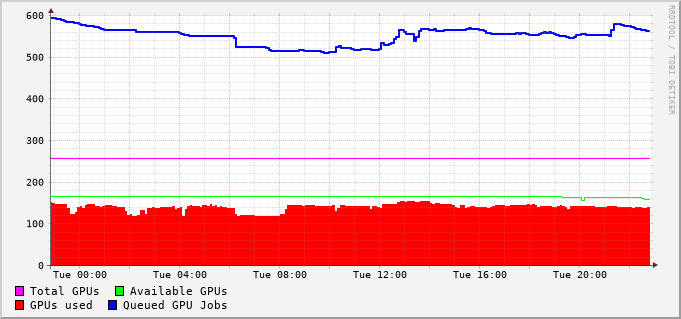 600
500
400
300
200
100
0
Tue 00:00 Tue 04:00 Tue 08:00 Tue 12:00 Tue 16:00 Tue 20:00
Total GPUs Available GPUs
GPUs used Queued GPU Jobs
RRDTOOL / TOBI OETIKER